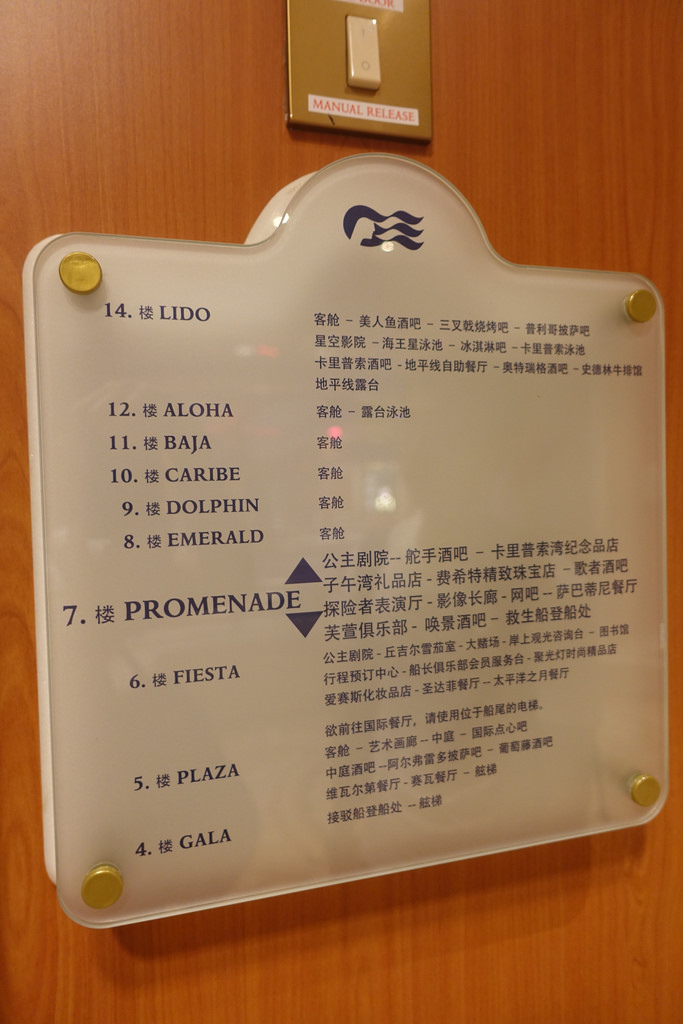 DOOR
MANUAL RELEASE
14. 楼 LIDO
客舱 – 美人鱼酒吧 – 三叉戟烧烤吧 – 普利哥披萨吧
星空影院 – 海王星泳池 – 冰淇淋吧 – 卡里普索泳池
卡里普索酒吧 - 地平线自助餐厅 – 奥特瑞格酒吧 – 史德林牛排馆
地平线露台
12. 楼 ALOHA
客舱 – 露台泳池
11. 楼 BAJA
客舱
10. 楼 CARIBE
客舱
9. 楼 DOLPHIN
客舱
8. 楼 EMERALD
客舱
7. 楼 PROMENADE
公主剧院-- 舵手酒吧 – 卡里普索湾纪念品店
子午湾礼品店 - 费希特精致珠宝店 – 歌者酒吧
探险者表演厅 - 影像长廊 - 网吧 -- 萨巴蒂尼餐厅
芙萱俱乐部 - 唤景酒吧 – 救生船登船处
6. 楼 FIESTA
公主剧院 - 丘吉尔雪茄室 - 大赌场 - 岸上观光咨询台 – 图书馆
行程预订中心 - 船长俱乐部会员服务台 - 聚光灯时尚精品店
爱赛斯化妆品店 - 圣达菲餐厅 -- 太平洋之月餐厅
5. 楼 PLAZA
欲前往国际餐厅，请使用位于船尾的电梯。
客舱 – 艺术画廊 -- 中庭 – 国际点心吧
中庭酒吧 --阿尔弗雷多披萨吧 – 葡萄藤酒吧
维瓦尔第餐厅 - 赛瓦餐厅 – 舷梯
4. 楼 GALA
接驳船登船处 -- 舷梯